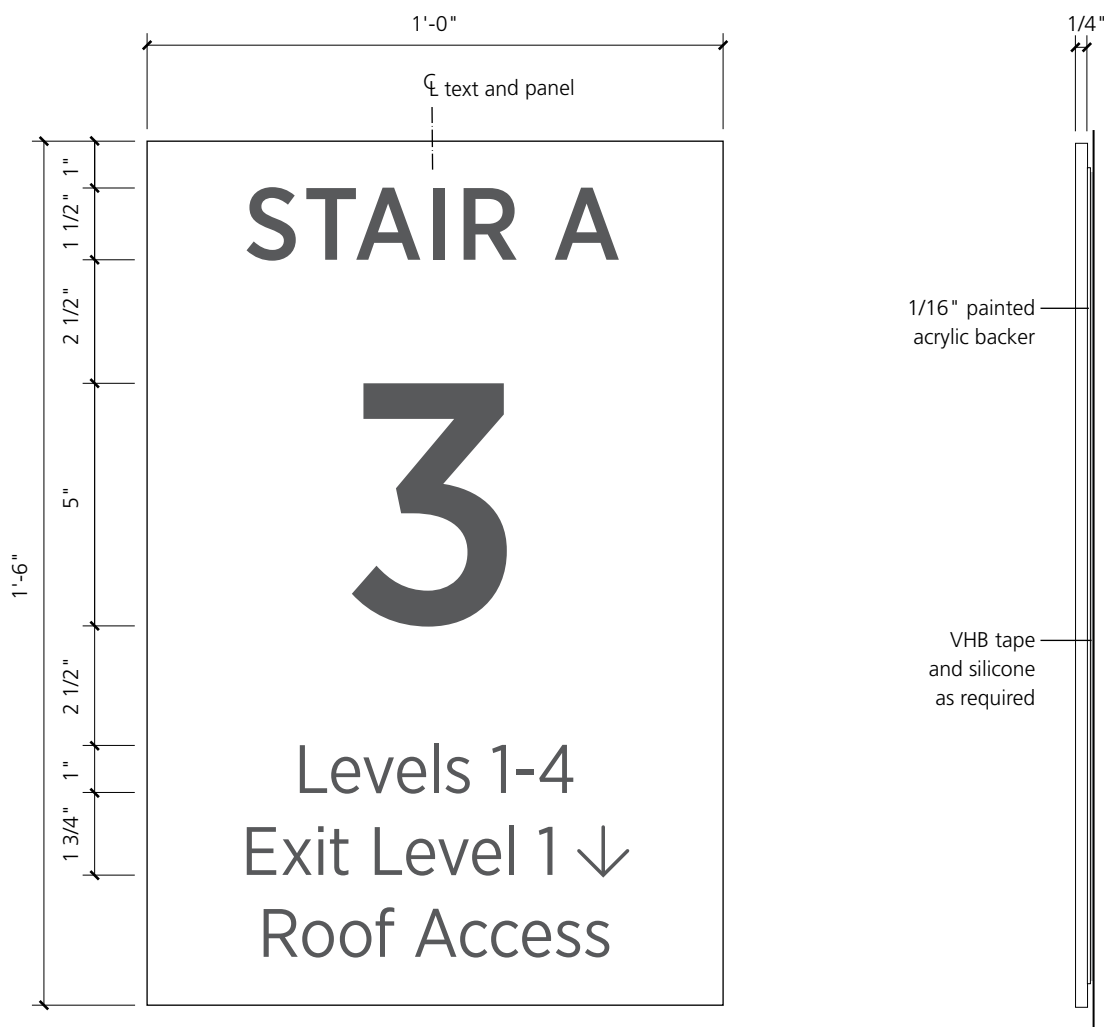 1'-0"
1/4"
℄ text and panel
1"
1 1/2"
2 1/2"
5"
1'-6"
2 1/2"
1"
1 3/4"
STAIR A
3
Levels 1-4
Exit Level 1 ↓
Roof Access
1/16" painted
acrylic backer
VHB tape
and silicone
as required